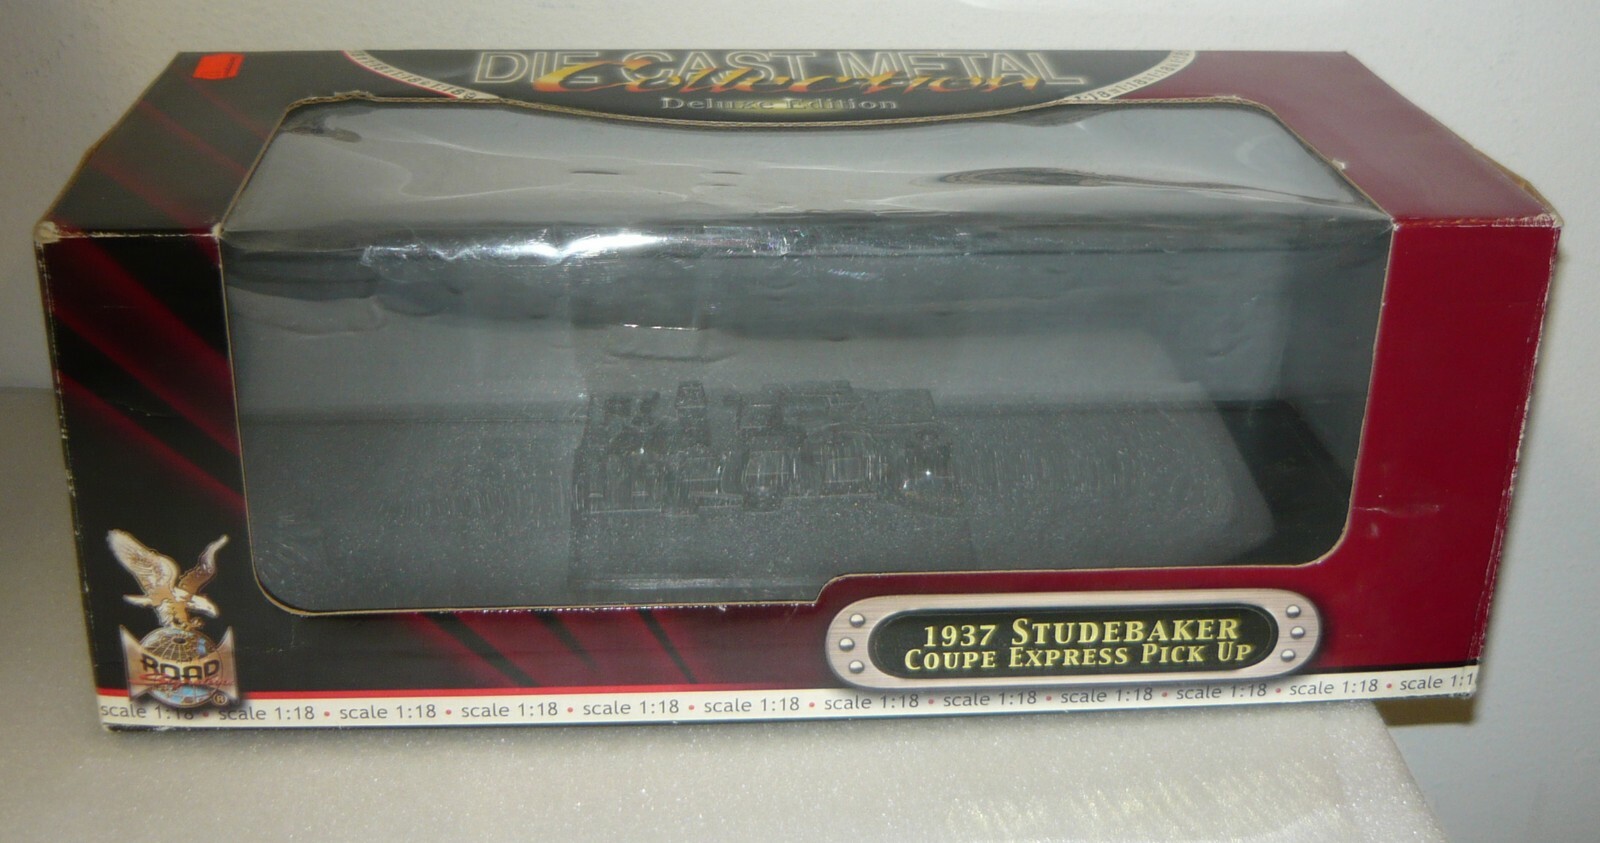 DIE CAST METAL
Collection
Deluxe Edition
1937 STUDEBAKER
COUPE EXPRESS PICK UP
ROAD
scale 1:18 • scale 1:18 • scale 1:18 • scale 1:18 • scale 1:18 • scale 1:18 • scale 1:18 • scale 1:18 • scale 1:18 • scale 1:18 • scale 1:18 • scale 1:1